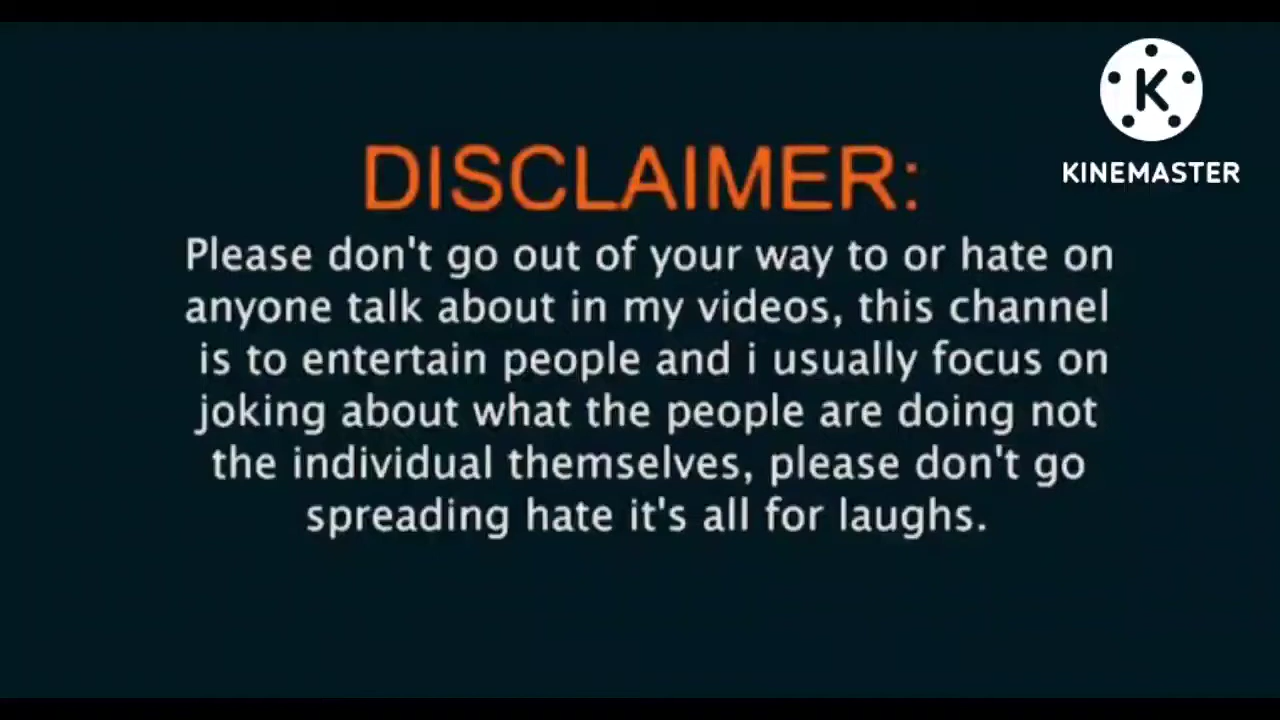 K
KINEMASTER
DISCLAIMER:
Please don't go out of your way to or hate on
anyone talk about in my videos, this channel
is to entertain people and i usually focus on
joking about what the people are doing not
the individual themselves, please don't go
spreading hate it's all for laughs.